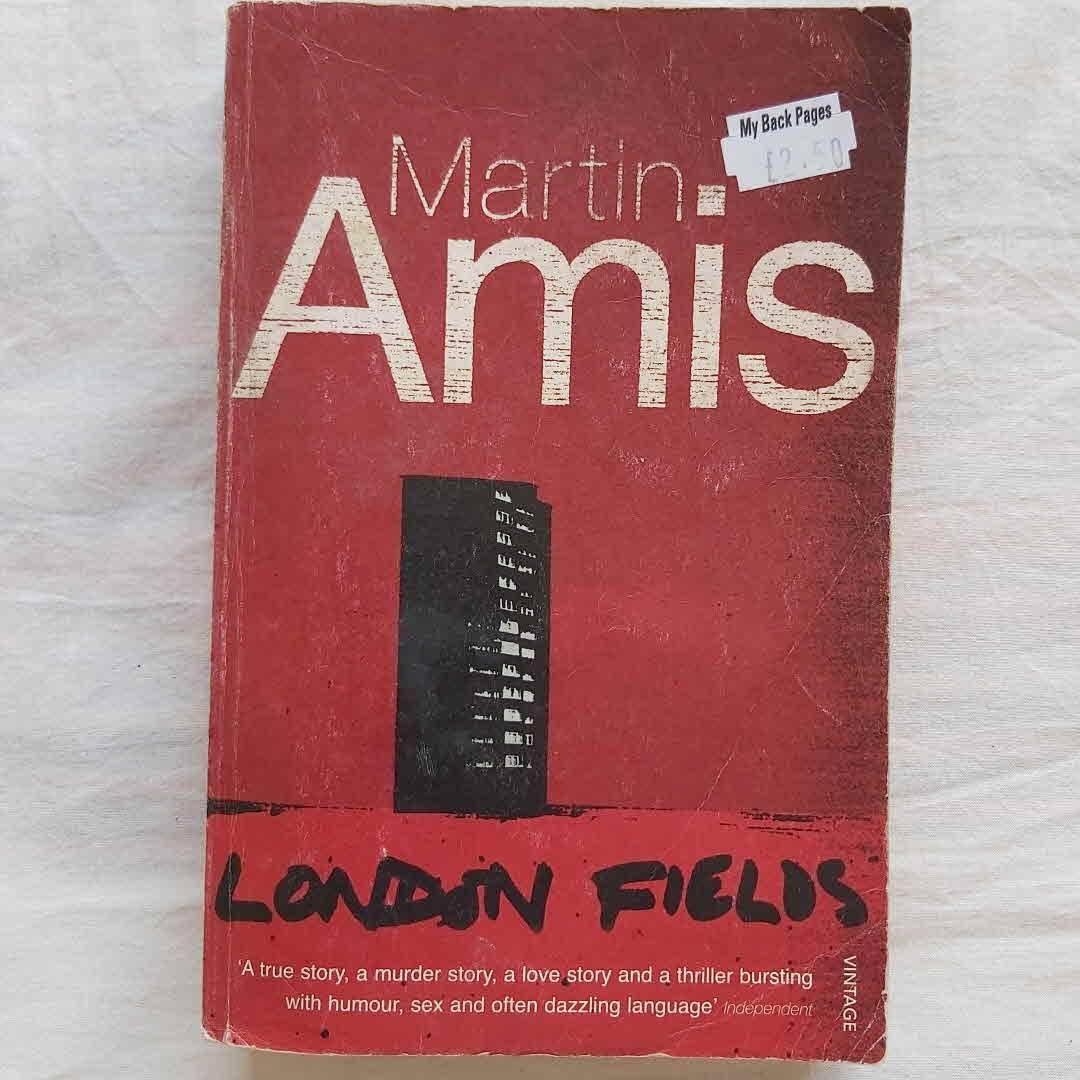 My Back Pages
£2.50
Martin
Amis
LONDON FIELDS
'A true story, a murder story, a love story and a thriller bursting
with humour, sex and often dazzling language' Independent
VINTAGE